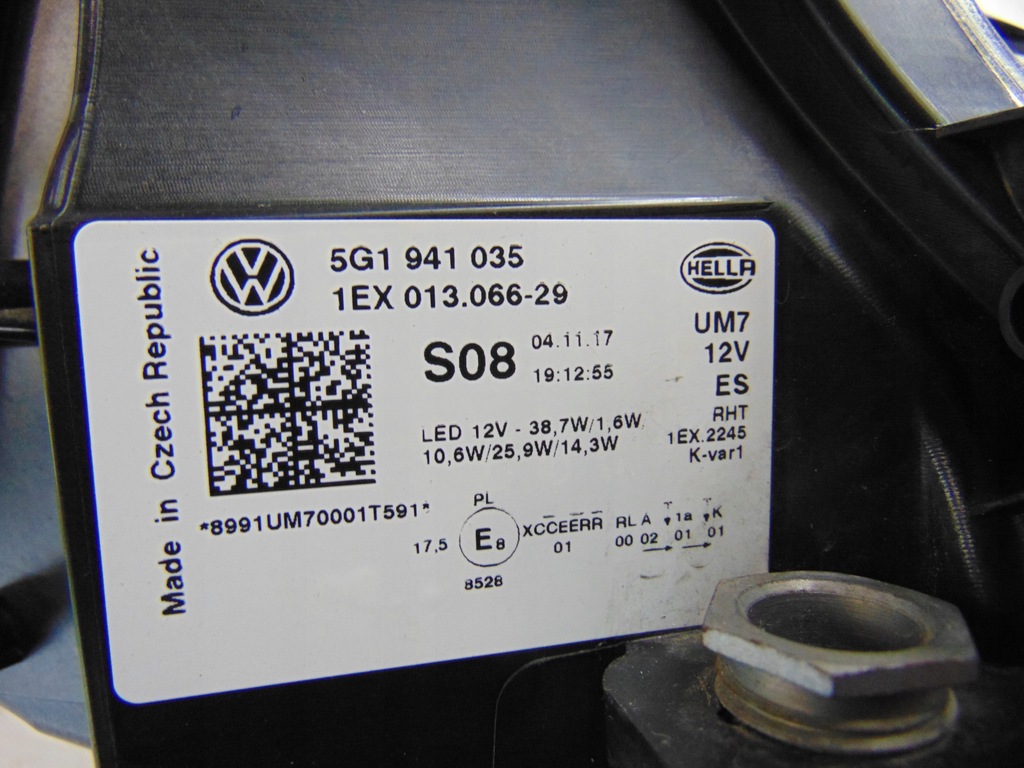 Made in Czech Republic
VW
5G1 941 035
1EX 013.066-29
HELLA
S08
04.11.17
19:12:55
UM7
12V
ES
RHT
1EX.2245
K-var1
LED 12V - 38,7W/1,6W
10,6W/25,9W/14,3W
*8991UM70001T591*
PL
17,5
E8
8528
XCCEERR
01
RL A 1a K
00 02 01 01